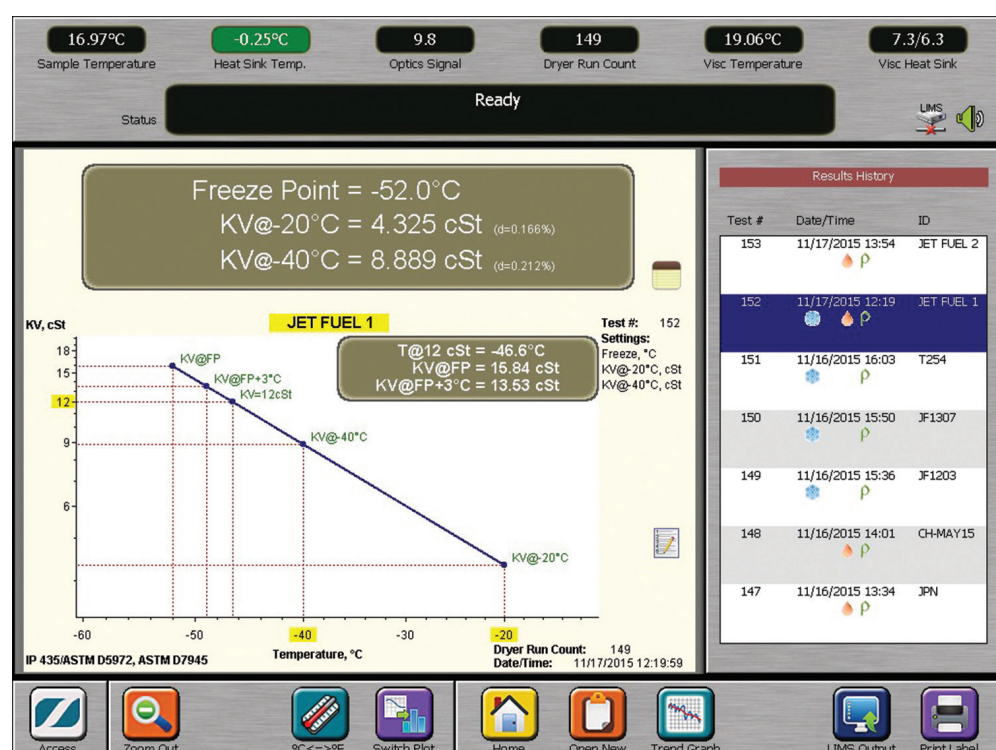 16.97°C -0.25°C 9.8 149 19.06°C 7.3/6.3
Sample Temperature Heat Sink Temp. Optics Signal Dryer Run Count Visc Temperature Visc Heat Sink
Ready
Status
LIMS
Freeze Point = -52.0°C
KV@-20°C = 4.325 cSt (d=0.166%)
KV@-40°C = 8.889 cSt (d=0.212%)
KV, cSt
JET FUEL 1
Test #: 152
Settings:
Freeze, °C
KV@-20°C, cSt
KV@-40°C, cSt
T@12 cSt = -46.6°C
KV@FP = 15.84 cSt
KV@FP+3°C = 13.53 cSt
18
15
12
9
6
KV@FP
KV@FP+3°C
KV=12cSt
KV@-40°C
KV@-20°C
-60 -50 -40 -30 -20
Temperature, °C
IP 435/ASTM D5972, ASTM D7945
Dryer Run Count: 149
Date/Time: 11/17/2015 12:19:59
Results History
Test # Date/Time ID
153 11/17/2015 13:54 JET FUEL 2
ρ
152 11/17/2015 12:19 JET FUEL 1
ρ
151 11/16/2015 16:03 T254
ρ
150 11/16/2015 15:50 JF1307
ρ
149 11/16/2015 15:36 JF1203
ρ
148 11/16/2015 14:01 CH-MAY15
ρ
147 11/16/2015 13:34 JPN
ρ
Access Zoom Out ºC<=>ºF Switch Plot Home Open New Trend Graph LIMS Output Print Label